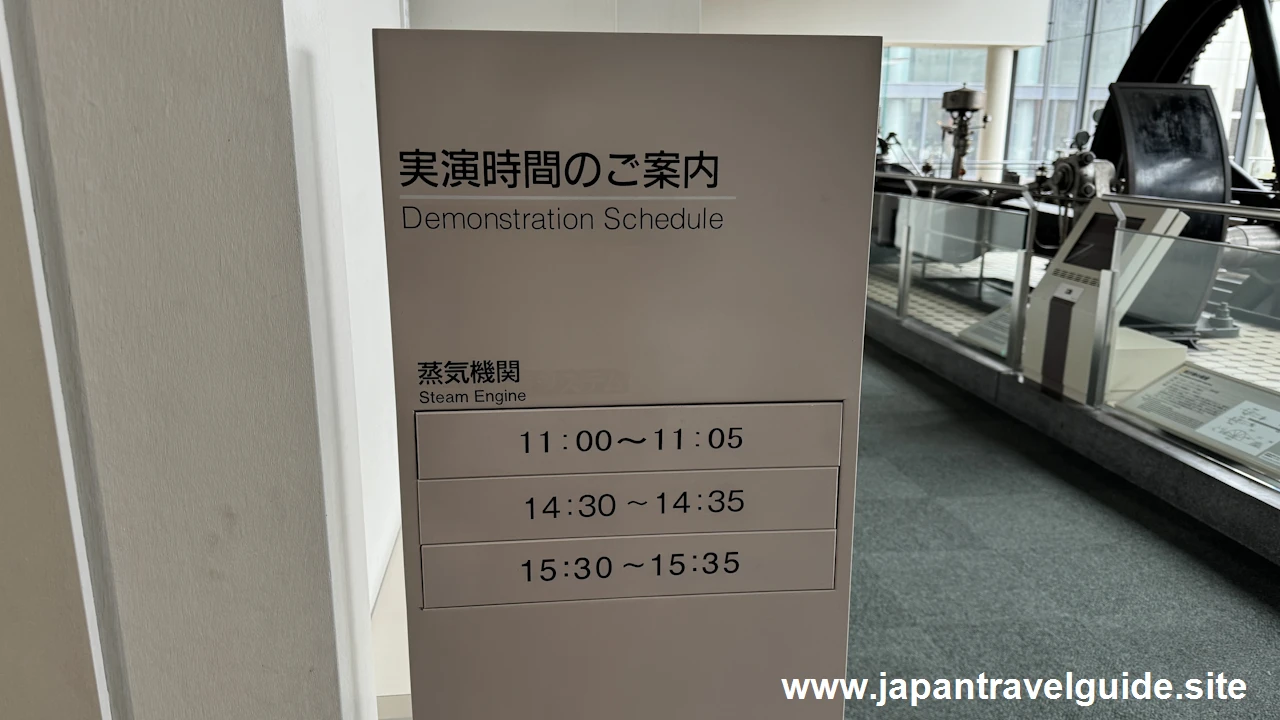 実演時間のご案内
Demonstration Schedule
蒸気機関
Steam Engine
11:00～11:05
14:30～14:35
15:30～15:35
www.japantravelguide.site